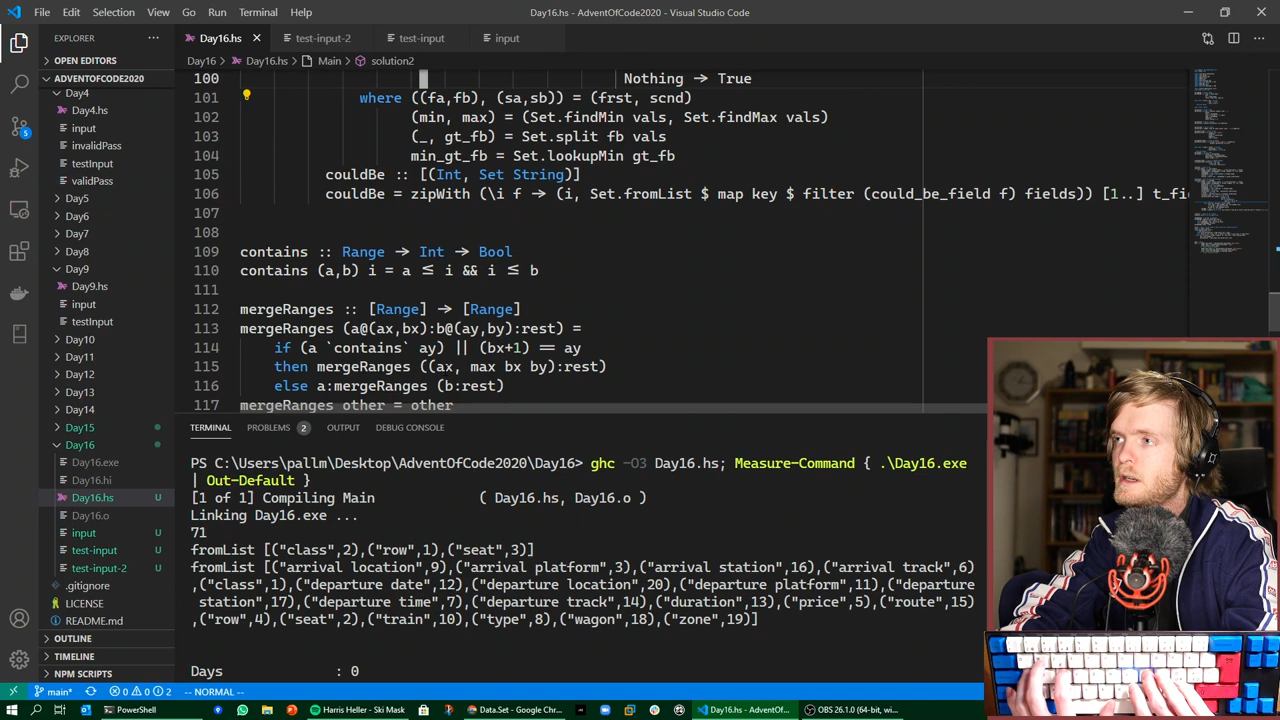 File Edit Selection View Go Run Terminal Help
Day16.hs - AdventOfCode2020 - Visual Studio Code
EXPLORER
Day16.hs test-input-2 test-input input
OPEN EDITORS
Day16 > Day16.hs > Main > solution2
ADVENTOFCODE2020
Day4
Day4.hs
input
invalidPass
testInput
validPass
Day5
Day6
Day7
Day8
Day9
Day9.hs
input
testInput
Day10
Day11
Day12
Day13
Day14
Day15
Day16
Day16.exe
Day16.hi
Day16.hs U
Day16.o
input U
test-input U
test-input-2 U
.gitignore
LICENSE
README.md
OUTLINE
TIMELINE
NPM SCRIPTS
100 | Nothing → True
101 where ((fa,fb), (sa,sb)) = (frst, scnd)
102 (min, max) = (Set.findMin vals, Set.findMax vals)
103 (_, gt_fb) = Set.split fb vals
104 min_gt_fb = Set.lookupMin gt_fb
105 couldBe :: [(Int, Set String)]
106 couldBe = zipWith (\i f → (i, Set.fromList $ map key $ filter (could_be_field f) fields)) [1..] t_fi
107
108
109 contains :: Range → Int → Bool
110 contains (a,b) i = a ≤ i && i ≤ b
111
112 mergeRanges :: [Range] → [Range]
113 mergeRanges (a@(ax,bx):b@(ay,by):rest) =
114 if (a `contains` ay) || (bx+1) == ay
115 then mergeRanges ((ax, max bx by):rest)
116 else a:mergeRanges (b:rest)
117 mergeRanges other = other
TERMINAL PROBLEMS 2 OUTPUT DEBUG CONSOLE
PS C:\Users\pallm\Desktop\AdventOfCode2020\Day16> ghc -O3 Day16.hs; Measure-Command { .\Day16.exe
| Out-Default }
[1 of 1] Compiling Main ( Day16.hs, Day16.o )
Linking Day16.exe ...
71
fromList [("class",2),("row",1),("seat",3)]
fromList [("arrival location",9),("arrival platform",3),("arrival station",16),("arrival track",6)
,("class",1),("departure date",12),("departure location",20),("departure platform",11),("departure
station",17),("departure time",7),("departure track",14),("duration",13),("price",5),("route",15)
,("row",4),("seat",2),("train",10),("type",8),("wagon",18),("zone",19)]
Days : 0
5
main* 0 0 2 -- NORMAL --
PowerShell Harris Heller - Ski Mask Data.Set - Google Chr... Day16.hs - AdventOf... OBS 26.1.0 (64-bit, wi...